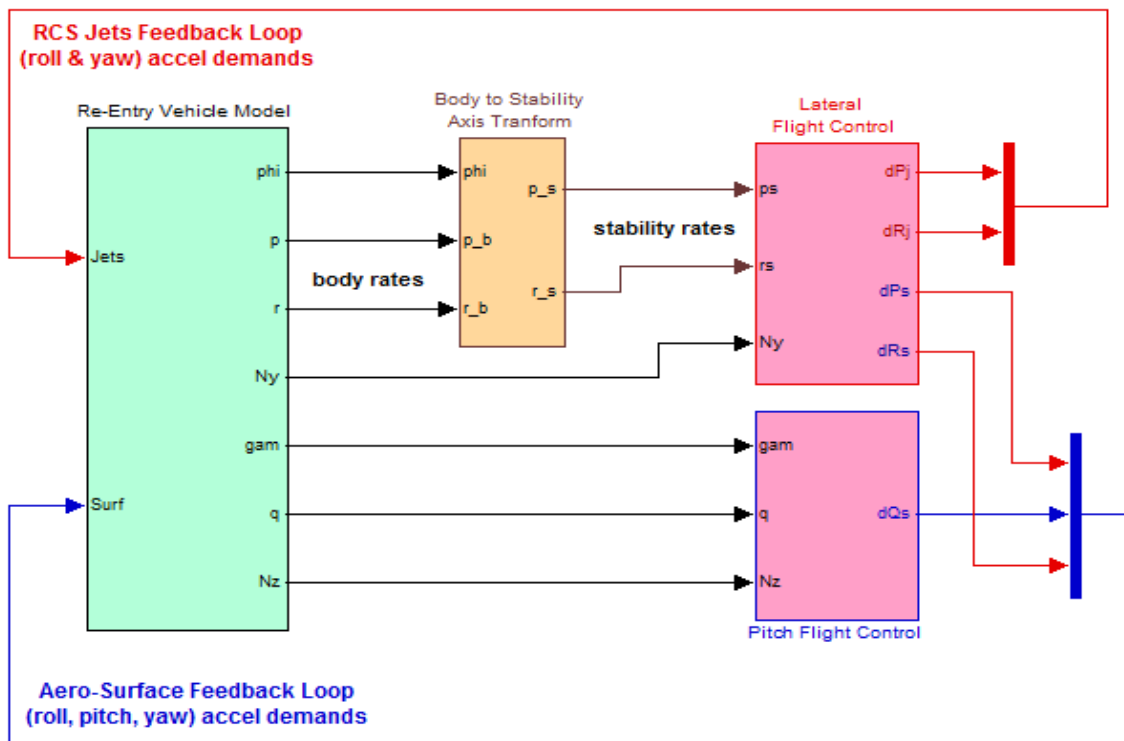 RCS Jets Feedback Loop
(roll & yaw) accel demands
Re-Entry Vehicle Model
Body to Stability
Axis Tranform
Lateral
Flight Control
phi
phi
dPj
p_s
ps
Jets
p
p_b
stability rates
dRj
body rates
rs
r
r_b
r_s
dPs
Ny
Ny
dRs
gam
gam
Surf
q
q
dQs
Nz
Nz
Pitch Flight Control
Aero-Surface Feedback Loop
(roll, pitch, yaw) accel demands